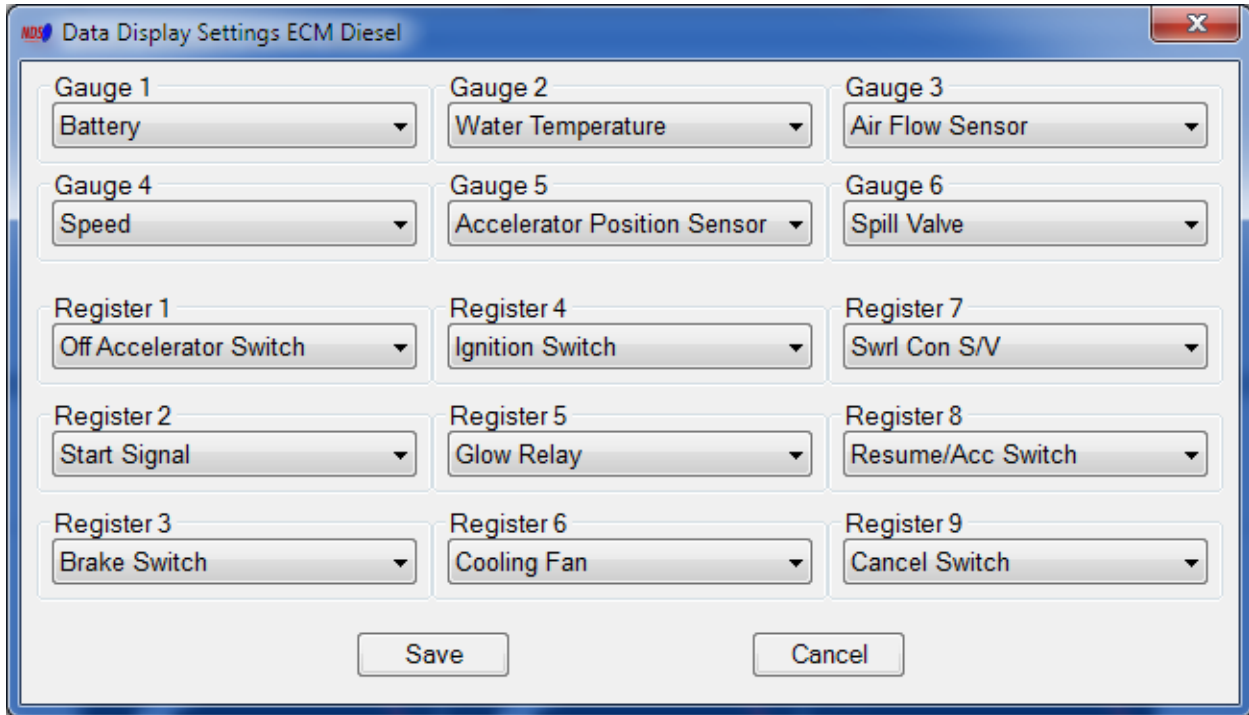 NDS Data Display Settings ECM Diesel
Gauge 1 Gauge 2 Gauge 3
Battery Water Temperature Air Flow Sensor
Gauge 4 Gauge 5 Gauge 6
Speed Accelerator Position Sensor Spill Valve
Register 1 Register 4 Register 7
Off Accelerator Switch Ignition Switch Swrl Con S/V
Register 2 Register 5 Register 8
Start Signal Glow Relay Resume/Acc Switch
Register 3 Register 6 Register 9
Brake Switch Cooling Fan Cancel Switch
Save Cancel